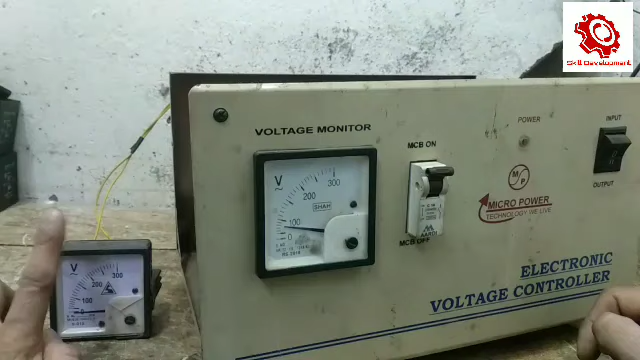 Skill Development
VOLTAGE MONITOR
MCB ON
POWER
INPUT
V
100
200
300
0
SHAH
M/P
MICRO POWER
TECHNOLOGY WE LIVE
OUTPUT
MCB OFF
ELECTRONIC
VOLTAGE CONTROLLER
V
0
100
200
300